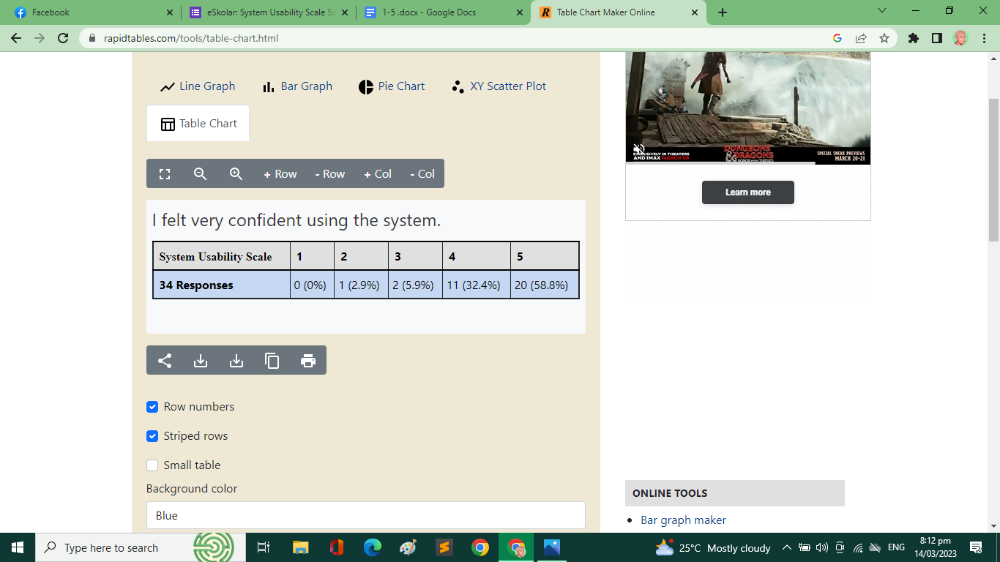 Facebook
eSkolar: System Usability Scale Su
1-5 .docx - Google Docs
Table Chart Maker Online
rapidtables.com/tools/table-chart.html
Line Graph
Bar Graph
Pie Chart
XY Scatter Plot
Table Chart
+ Row
- Row
+ Col
- Col
I felt very confident using the system.
System Usability Scale 1 2 3 4 5
34 Responses 0 (0%) 1 (2.9%) 2 (5.9%) 11 (32.4%) 20 (58.8%)
Row numbers
Striped rows
Small table
Background color
Blue
EXCLUSIVELY IN THEATERS
AND IMAX MARCH 29
DUNGEONS
& DRAGONS
HONOR AMONG THIEVES
SPECIAL SNEAK PREVIEWS
MARCH 20-21
Learn more
ONLINE TOOLS
Bar graph maker
Type here to search
25°C Mostly cloudy
ENG
8:12 pm
14/03/2023